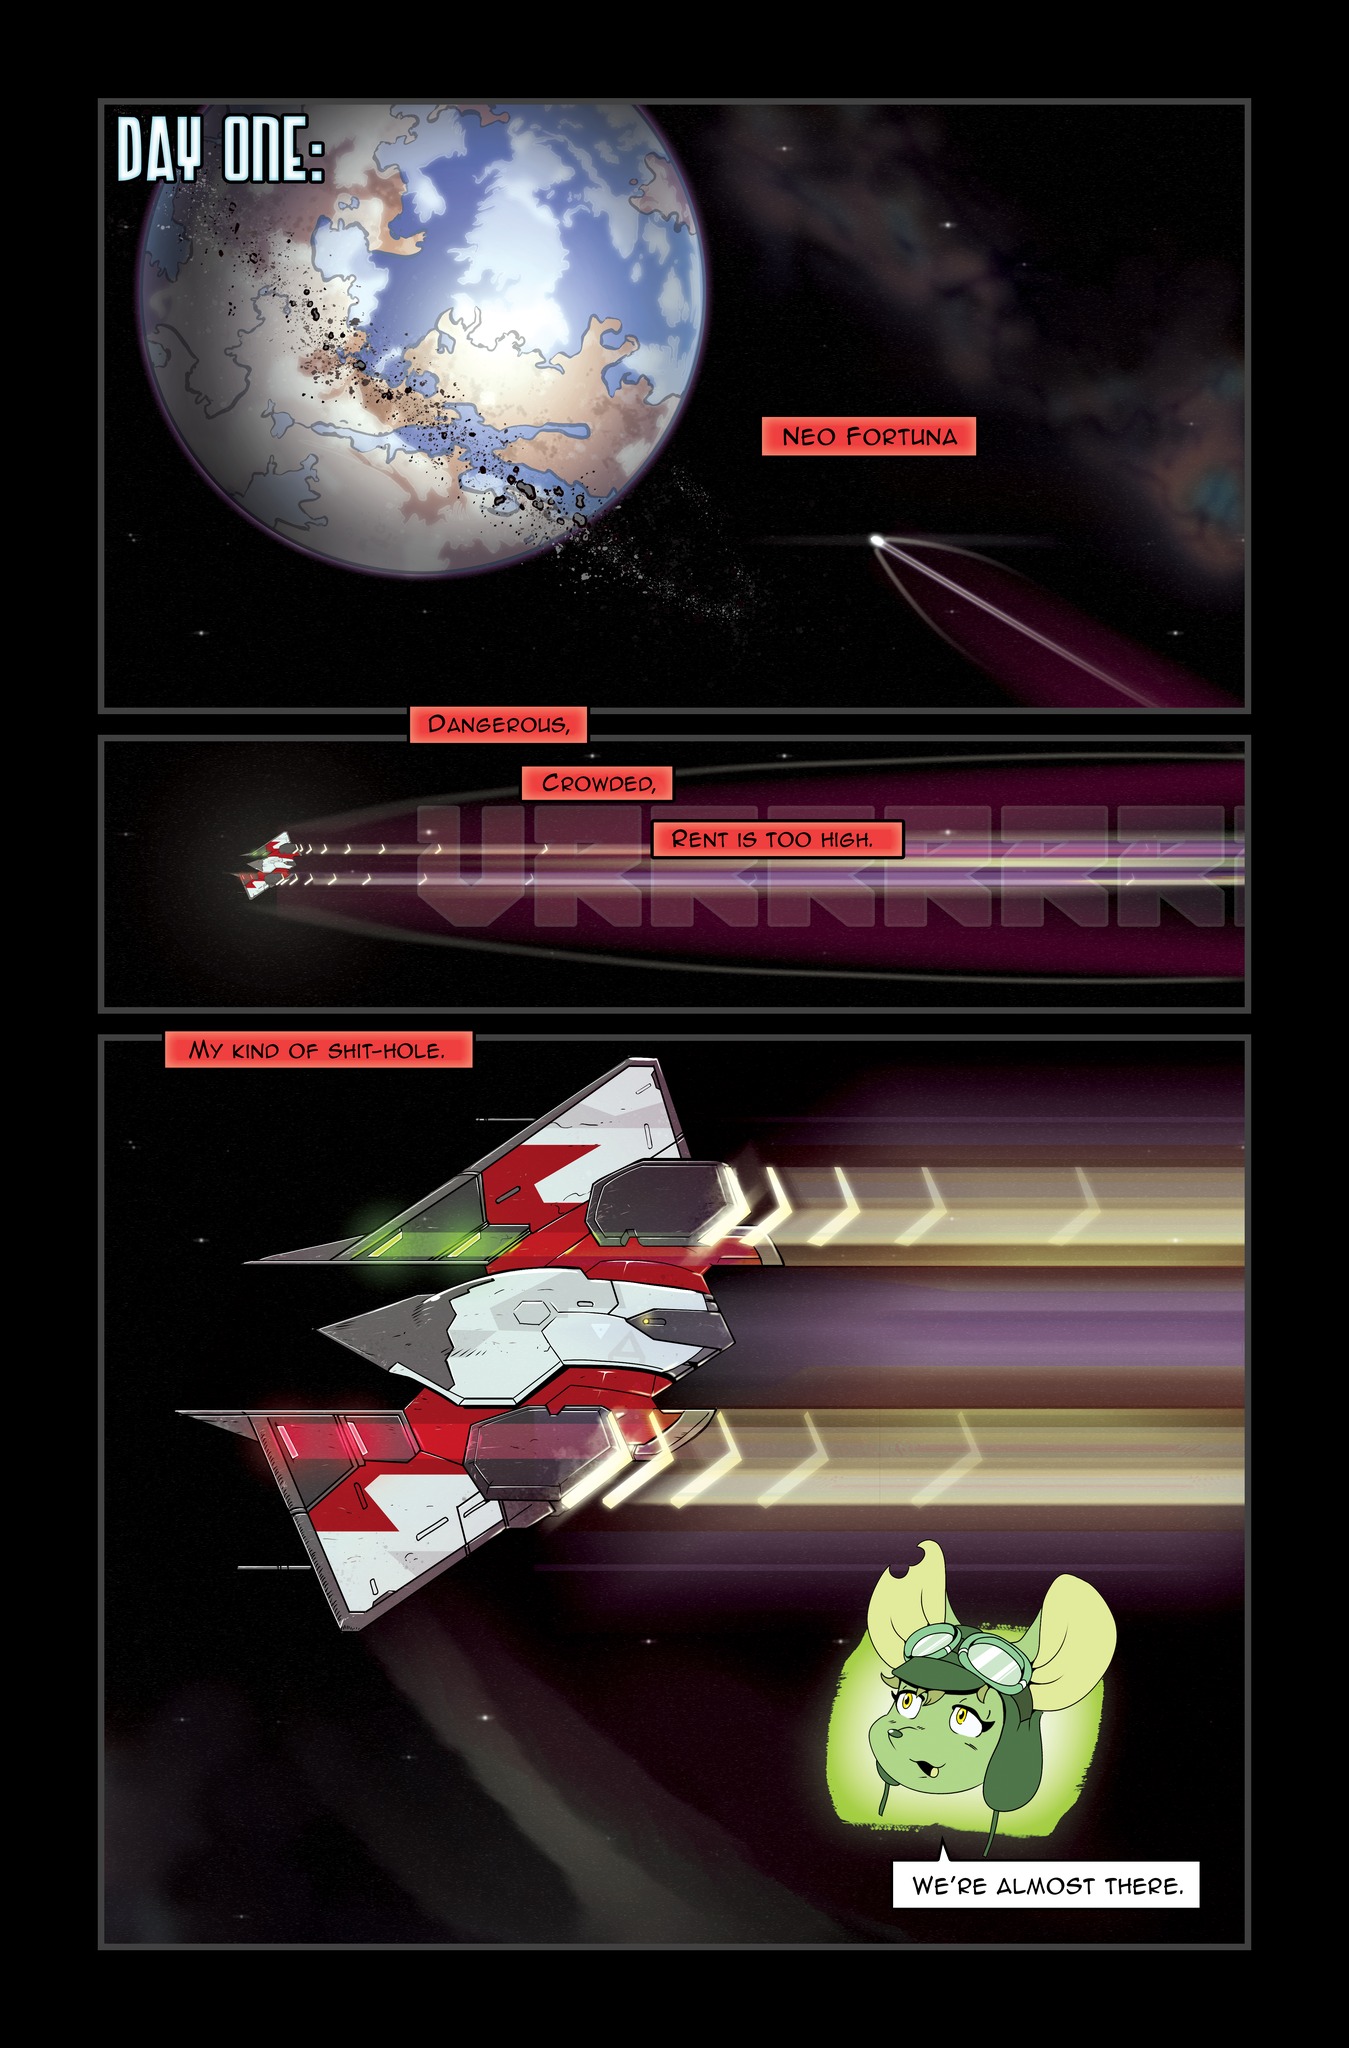 DAY ONE:
NEO FORTUNA
DANGEROUS,
CROWDED,
RENT IS TOO HIGH.
VRRRRRR
MY KIND OF SHIT-HOLE.
WE'RE ALMOST THERE.